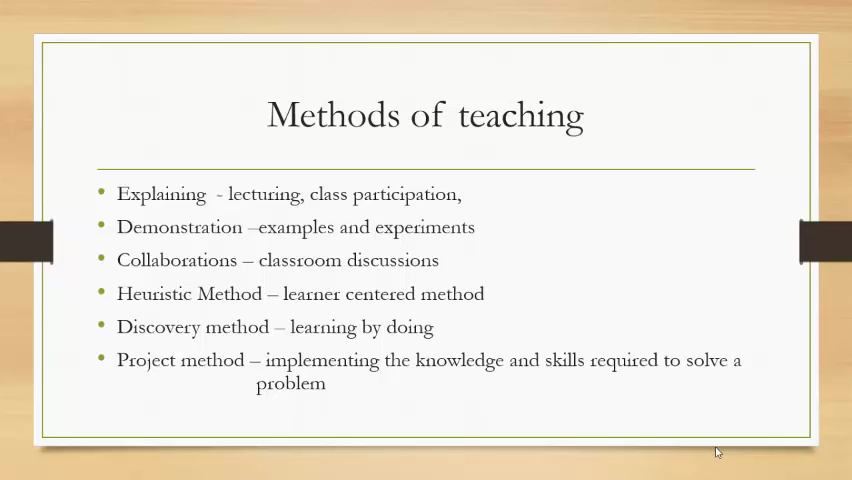 Methods of teaching
• Explaining  - lecturing, class participation,
• Demonstration –examples and experiments
• Collaborations – classroom discussions
• Heuristic Method – learner centered method
• Discovery method – learning by doing
• Project method – implementing the knowledge and skills required to solve a
problem